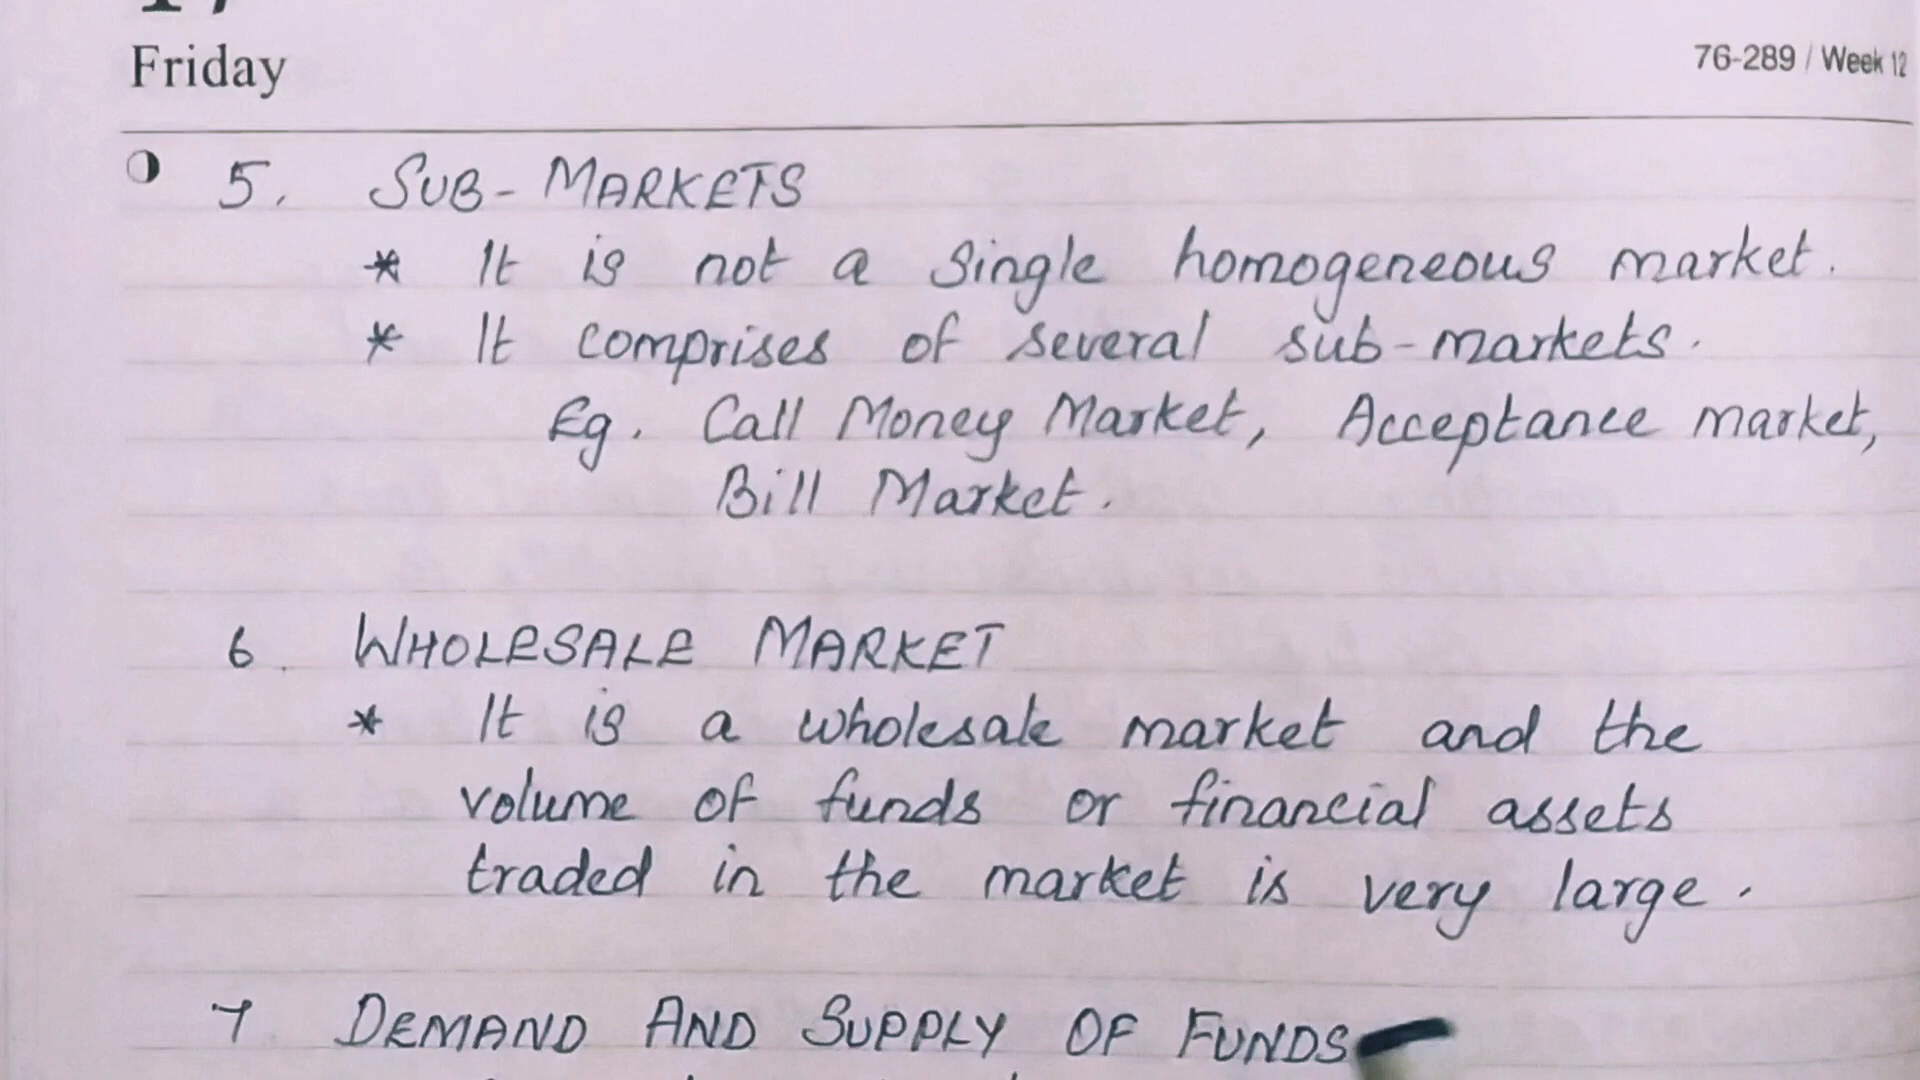 Friday
76-289 / Week 12
5. SUB-MARKETS
* It is not a single homogeneous market.
* It comprises of several sub-markets.
Eg. Call Money Market, Acceptance market,
Bill Market.
6. WHOLESALE MARKET
* It is a wholesale market and the
volume of funds or financial assets
traded in the market is very large.
7 DEMAND AND SUPPLY OF FUNDS